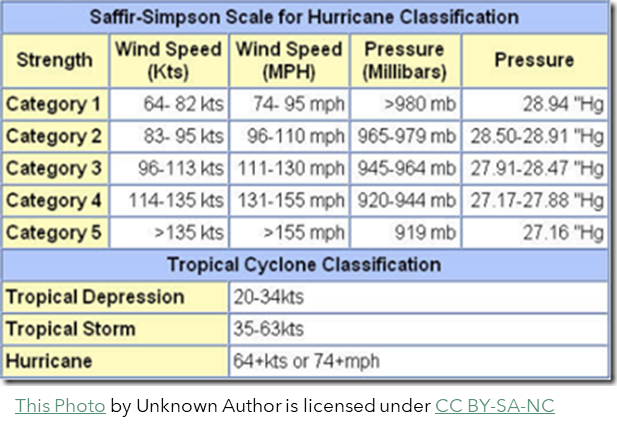 Saffir-Simpson Scale for Hurricane Classification
Strength Wind Speed (Kts) Wind Speed (MPH) Pressure (Millibars) Pressure
Category 1 64- 82 kts 74- 95 mph >980 mb 28.94 "Hg
Category 2 83- 95 kts 96-110 mph 965-979 mb 28.50-28.91 "Hg
Category 3 96-113 kts 111-130 mph 945-964 mb 27.91-28.47 "Hg
Category 4 114-135 kts 131-155 mph 920-944 mb 27.17-27.88 "Hg
Category 5 >135 kts >155 mph 919 mb 27.16 "Hg
Tropical Cyclone Classification
Tropical Depression 20-34kts
Tropical Storm 35-63kts
Hurricane 64+kts or 74+mph
This Photo by Unknown Author is licensed under CC BY-SA-NC